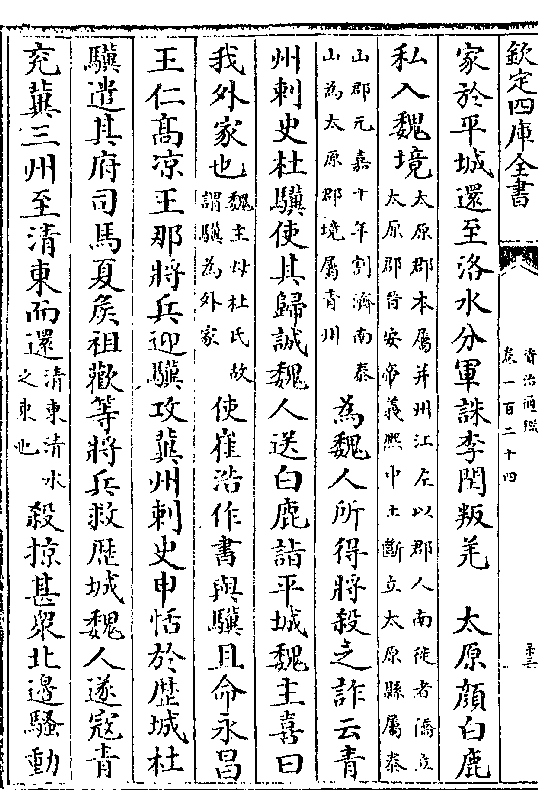 欽定四庫全書
資治通鑑
卷一百二十四
家於平城還至洛水分軍誅李閏叛羌　太原顔白鹿
私入魏境太原郡本屬并州江左以郡人南徙者僑立
太原郡晉安帝義熙中土斷立太原縣屬泰
山郡元嘉十年割濟南泰
山為太原郡境屬青州為魏人所得將殺之詐云青
州刺史杜驥使其歸誠魏人送白鹿詣平城魏主喜曰
我外家也魏主母杜氏故
謂驥為外家使崔浩作書與驥且命永昌
王仁高凉王那將兵迎驥攻冀州刺史申恬於歷城杜
驥遣其府司馬夏侯祖歡等將兵救歷城魏人遂寇青
兖冀三州至清東而還清東清水
之東也殺掠甚衆北邊騷動